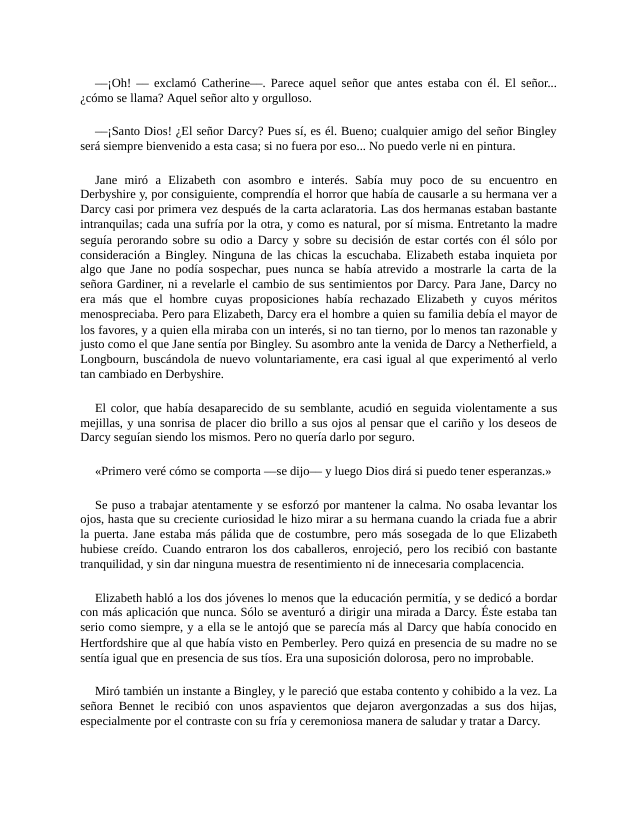 —¡Oh! — exclamó Catherine—. Parece aquel señor que antes estaba con él. El señor...
¿cómo se llama? Aquel señor alto y orgulloso.
—¡Santo Dios! ¿El señor Darcy? Pues sí, es él. Bueno; cualquier amigo del señor Bingley
será siempre bienvenido a esta casa; si no fuera por eso... No puedo verle ni en pintura.
Jane miró a Elizabeth con asombro e interés. Sabía muy poco de su encuentro en
Derbyshire y, por consiguiente, comprendía el horror que había de causarle a su hermana ver a
Darcy casi por primera vez después de la carta aclaratoria. Las dos hermanas estaban bastante
intranquilas; cada una sufría por la otra, y como es natural, por sí misma. Entretanto la madre
seguía perorando sobre su odio a Darcy y sobre su decisión de estar cortés con él sólo por
consideración a Bingley. Ninguna de las chicas la escuchaba. Elizabeth estaba inquieta por
algo que Jane no podía sospechar, pues nunca se había atrevido a mostrarle la carta de la
señora Gardiner, ni a revelarle el cambio de sus sentimientos por Darcy. Para Jane, Darcy no
era más que el hombre cuyas proposiciones había rechazado Elizabeth y cuyos méritos
menospreciaba. Pero para Elizabeth, Darcy era el hombre a quien su familia debía el mayor de
los favores, y a quien ella miraba con un interés, si no tan tierno, por lo menos tan razonable y
justo como el que Jane sentía por Bingley. Su asombro ante la venida de Darcy a Netherfield, a
Longbourn, buscándola de nuevo voluntariamente, era casi igual al que experimentó al verlo
tan cambiado en Derbyshire.
El color, que había desaparecido de su semblante, acudió en seguida violentamente a sus
mejillas, y una sonrisa de placer dio brillo a sus ojos al pensar que el cariño y los deseos de
Darcy seguían siendo los mismos. Pero no quería darlo por seguro.
«Primero veré cómo se comporta —se dijo— y luego Dios dirá si puedo tener esperanzas.»
Se puso a trabajar atentamente y se esforzó por mantener la calma. No osaba levantar los
ojos, hasta que su creciente curiosidad le hizo mirar a su hermana cuando la criada fue a abrir
la puerta. Jane estaba más pálida que de costumbre, pero más sosegada de lo que Elizabeth
hubiese creído. Cuando entraron los dos caballeros, enrojeció, pero los recibió con bastante
tranquilidad, y sin dar ninguna muestra de resentimiento ni de innecesaria complacencia.
Elizabeth habló a los dos jóvenes lo menos que la educación permitía, y se dedicó a bordar
con más aplicación que nunca. Sólo se aventuró a dirigir una mirada a Darcy. Éste estaba tan
serio como siempre, y a ella se le antojó que se parecía más al Darcy que había conocido en
Hertfordshire que al que había visto en Pemberley. Pero quizá en presencia de su madre no se
sentía igual que en presencia de sus tíos. Era una suposición dolorosa, pero no improbable.
Miró también un instante a Bingley, y le pareció que estaba contento y cohibido a la vez. La
señora Bennet le recibió con unos aspavientos que dejaron avergonzadas a sus dos hijas,
especialmente por el contraste con su fría y ceremoniosa manera de saludar y tratar a Darcy.